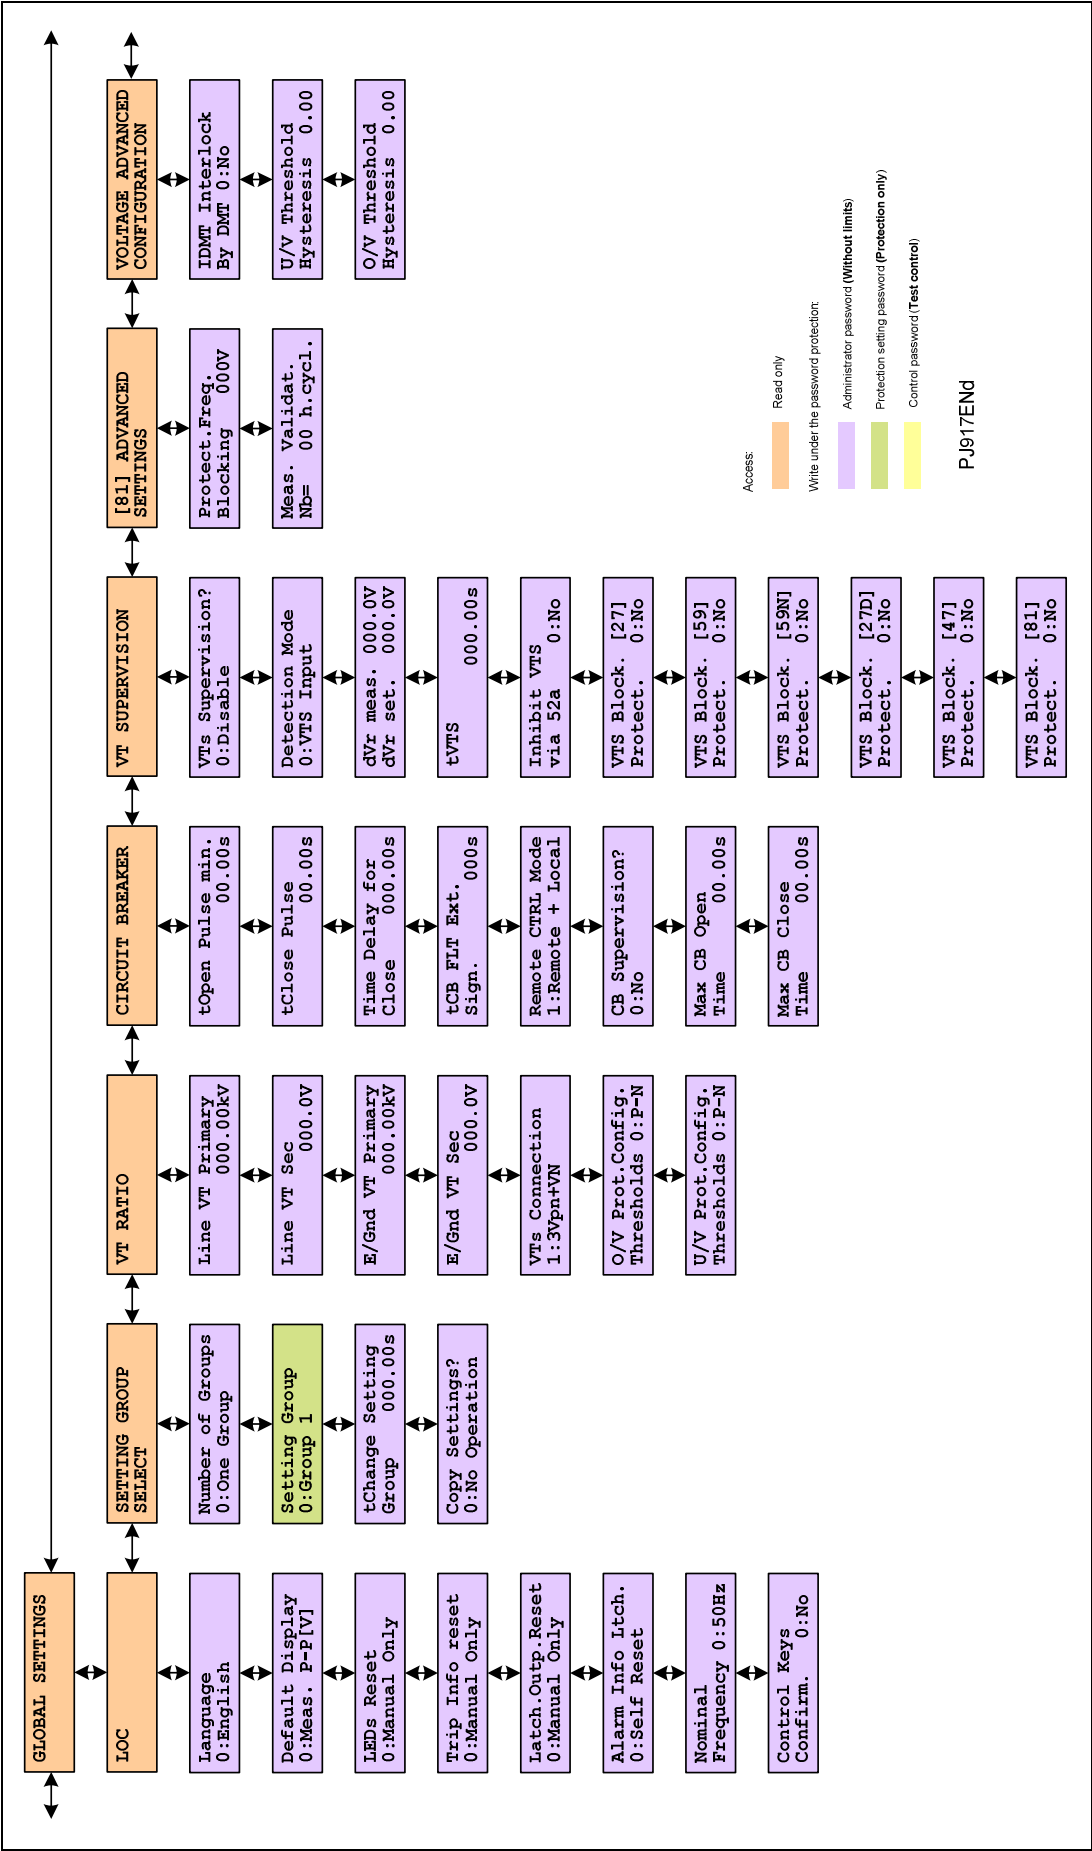 GLOBAL SETTINGS
LOC
Language
0:English
Default Display
0:Meas. P-P[V]
LEDs Reset
0:Manual Only
Trip Info reset
0:Manual Only
Latch.Outp.Reset
0:Manual Only
Alarm Info Ltch.
0:Self Reset
Nominal
Frequency 0:50Hz
Control Keys
Confirm. 0:No
SETTING GROUP
SELECT
Number of Groups
0:One Group
Setting Group
0:Group 1
tChange Setting
Group 000.00s
Copy Settings?
0:No Operation
VT RATIO
Line VT Primary
000.00kV
Line VT Sec
000.0V
E/Gnd VT Primary
000.00kV
E/Gnd VT Sec
000.0V
VTs Connection
1:3Vpn+VN
O/V Prot.Config.
Thresholds 0:P-N
U/V Prot.Config.
Thresholds 0:P-N
CIRCUIT BREAKER
tOpen Pulse min.
00.00s
tClose Pulse
00.00s
Time Delay for
Close 000.00s
tCB FLT Ext.
Sign. 000s
Remote CTRL Mode
1:Remote + Local
CB Supervision?
0:No
Max CB Open
Time 00.00s
Max CB Close
Time 00.00s
VT SUPERVISION
VTs Supervision?
0:Disable
Detection Mode
0:VTS Input
dVr meas. 000.0V
dVr set. 000.0V
tVTS
000.00s
Inhibit VTS
via 52a 0:No
VTS Block. [27]
Protect. 0:No
VTS Block. [59]
Protect. 0:No
VTS Block. [59N]
Protect. 0:No
VTS Block. [27D]
Protect. 0:No
VTS Block. [47]
Protect. 0:No
VTS Block. [81]
Protect. 0:No
[81] ADVANCED
SETTINGS
Protect.Freq.
Blocking 000V
Meas. Validat.
Nb= 00 h.cycl.
VOLTAGE ADVANCED
CONFIGURATION
IDMT Interlock
By DMT 0:No
U/V Threshold
Hysteresis 0.00
O/V Threshold
Hysteresis 0.00
Access:
Read only
Write under the password protection:
Administrator password (Without limits)
Protection setting password (Protection only)
Control password (Test control)
PJ917ENd